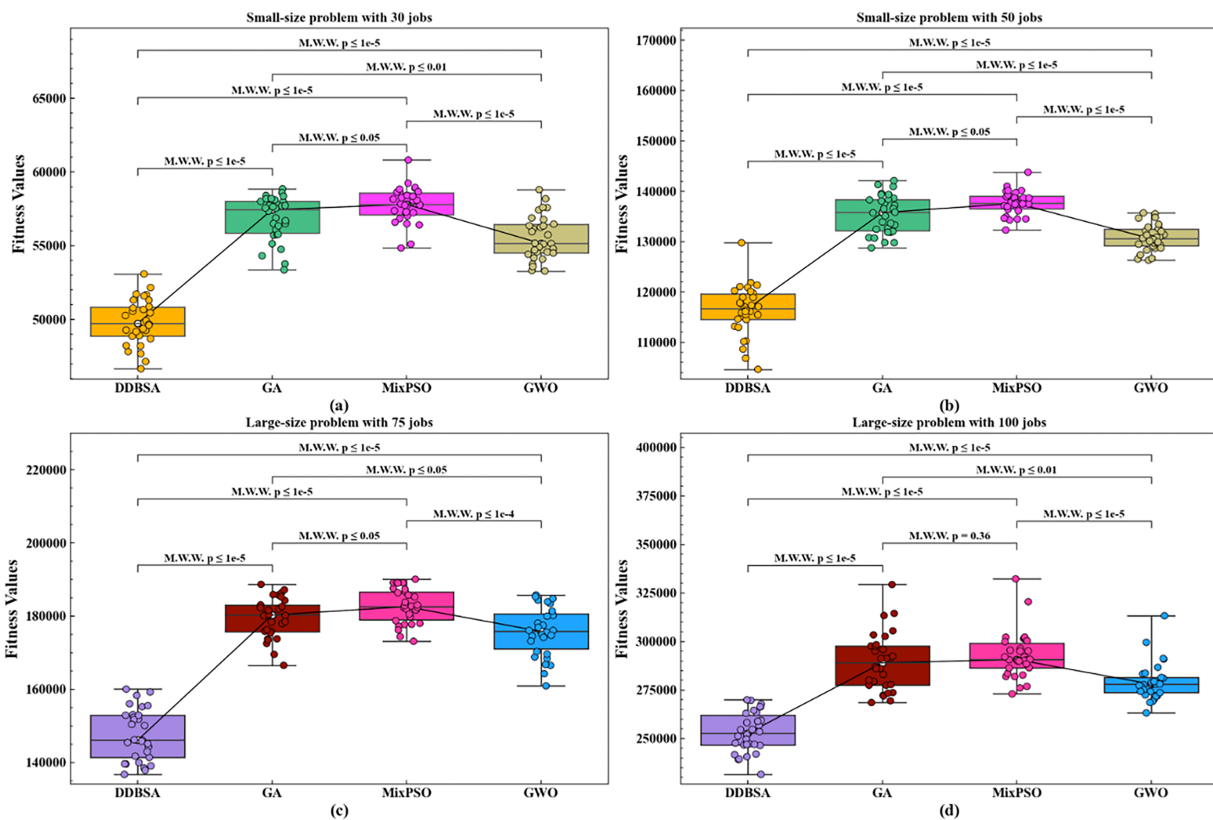 Small-size problem with 30 jobs
M.W.W. p ≤ 1e-5
M.W.W. p ≤ 0.01
M.W.W. p ≤ 1e-5
M.W.W. p ≤ 1e-5
M.W.W. p ≤ 0.05
M.W.W. p ≤ 1e-5
65000
60000
55000
50000
Fitness Values
DDBSA GA MixPSO GWO
(a)
Small-size problem with 50 jobs
M.W.W. p ≤ 1e-5
M.W.W. p ≤ 1e-5
M.W.W. p ≤ 1e-5
M.W.W. p ≤ 1e-5
M.W.W. p ≤ 0.05
M.W.W. p ≤ 1e-5
170000
160000
150000
140000
130000
120000
110000
Fitness Values
DDBSA GA MixPSO GWO
(b)
Large-size problem with 75 jobs
M.W.W. p ≤ 1e-5
M.W.W. p ≤ 0.05
M.W.W. p ≤ 1e-5
M.W.W. p ≤ 1e-4
M.W.W. p ≤ 0.05
M.W.W. p ≤ 1e-5
220000
200000
180000
160000
140000
Fitness Values
DDBSA GA MixPSO GWO
(c)
Large-size problem with 100 jobs
M.W.W. p ≤ 1e-5
M.W.W. p ≤ 0.01
M.W.W. p ≤ 1e-5
M.W.W. p ≤ 1e-5
M.W.W. p = 0.36
M.W.W. p ≤ 1e-5
400000
375000
350000
325000
300000
275000
250000
Fitness Values
DDBSA GA MixPSO GWO
(d)